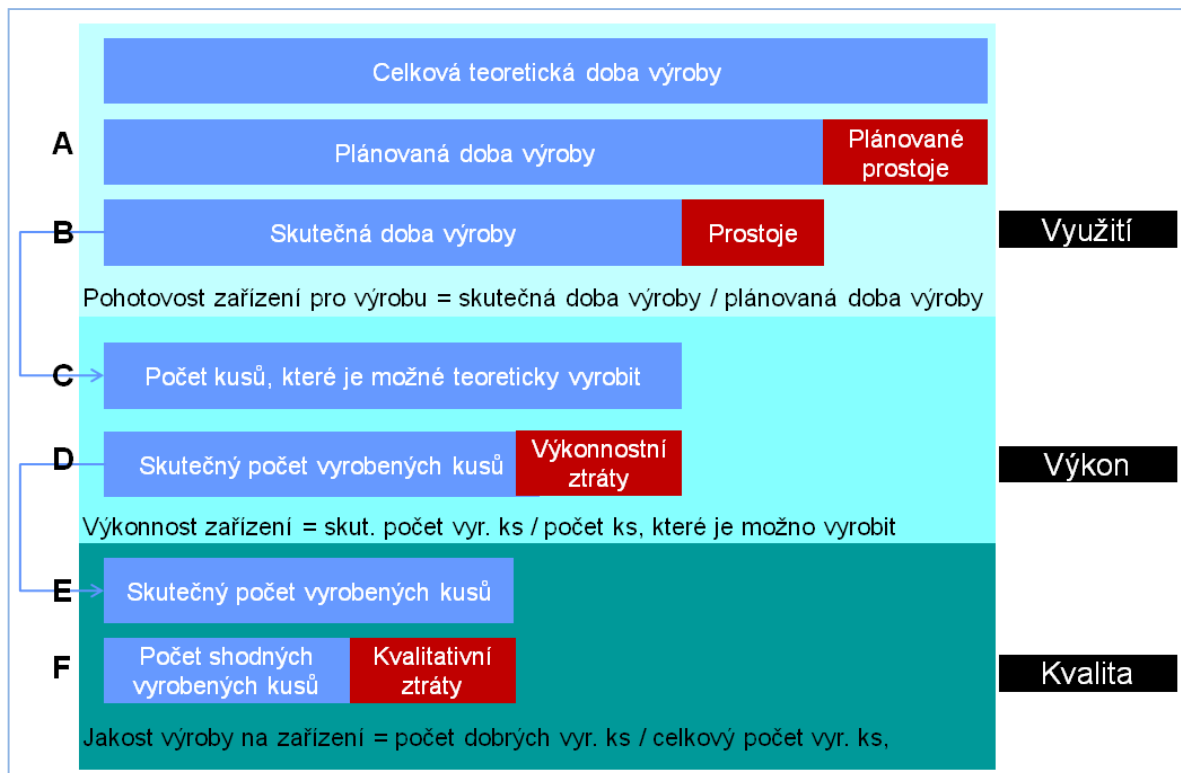 Celková teoretická doba výroby
A
Plánovaná doba výroby
Plánované
prostoje
B
Skutečná doba výroby
Prostoje
Využití
Pohotovost zařízení pro výrobu = skutečná doba výroby / plánovaná doba výroby
C
Počet kusů, které je možné teoreticky vyrobit
D
Skutečný počet vyrobených kusů
Výkonnostní
ztráty
Výkon
Výkonnost zařízení = skut. počet vyr. ks / počet ks, které je možno vyrobit
E
Skutečný počet vyrobených kusů
F
Počet shodných
vyrobených kusů
Kvalitativní
ztráty
Kvalita
Jakost výroby na zařízení = počet dobrých vyr. ks / celkový počet vyr. ks,